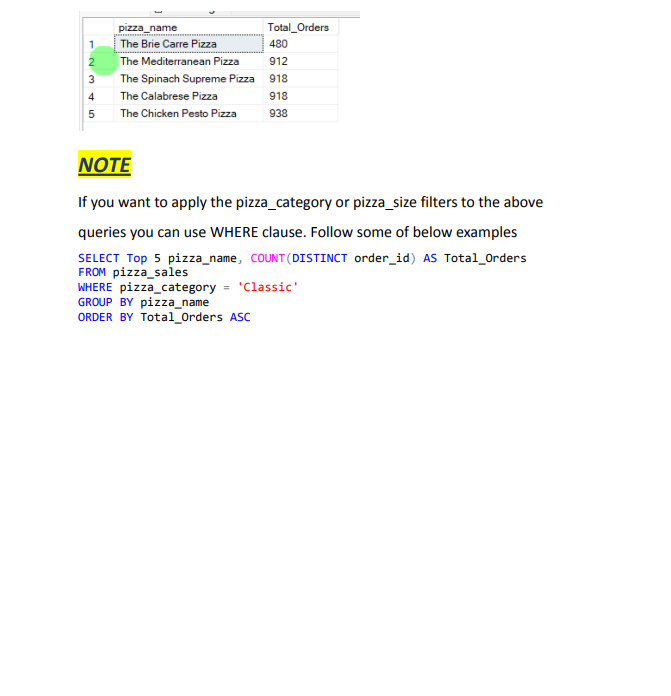 pizza_name Total_Orders
1 The Brie Carre Pizza 480
2 The Mediterranean Pizza 912
3 The Spinach Supreme Pizza 918
4 The Calabrese Pizza 918
5 The Chicken Pesto Pizza 938
NOTE
If you want to apply the pizza_category or pizza_size filters to the above
queries you can use WHERE clause. Follow some of below examples
SELECT Top 5 pizza_name, COUNT(DISTINCT order_id) AS Total_Orders
FROM pizza_sales
WHERE pizza_category = 'Classic'
GROUP BY pizza_name
ORDER BY Total_Orders ASC